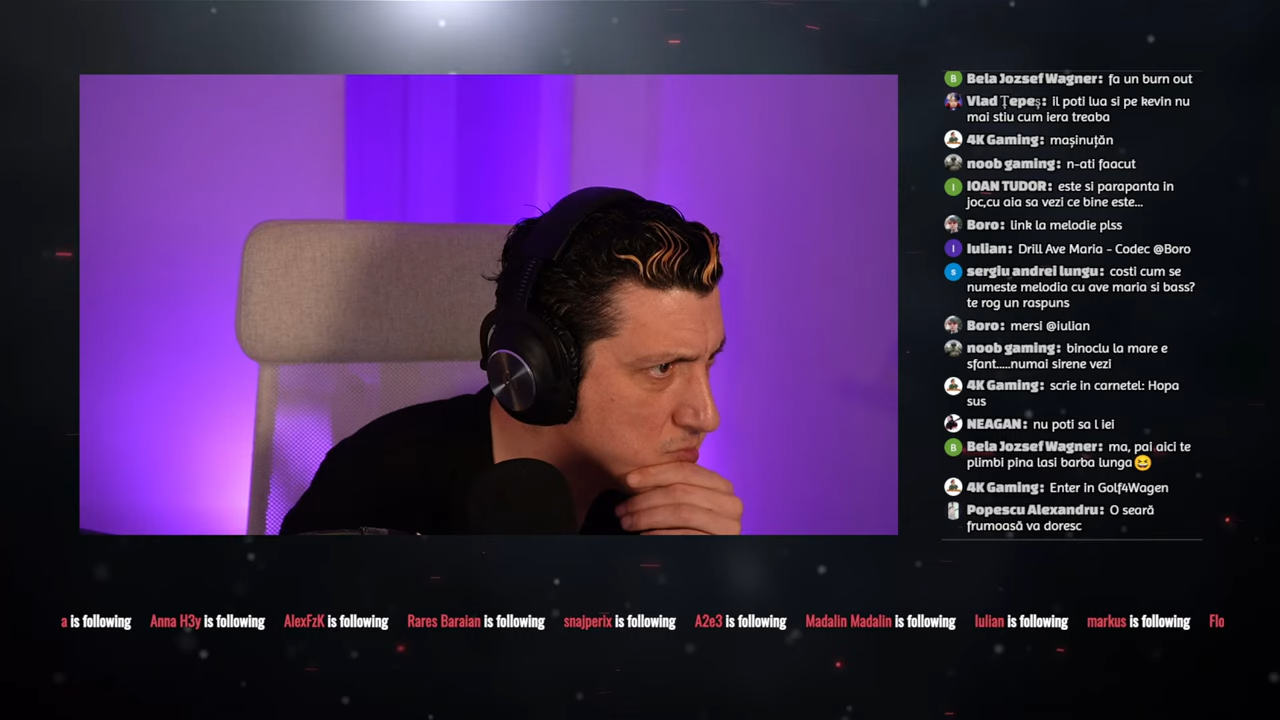 B Bela Jozsef Wagner: fa un burn out
Vlad Țepeș: il poti lua si pe kevin nu
mai stiu cum iera treaba
4K Gaming: mașinuțăn
noob gaming: n-ati faacut
I IOAN TUDOR: este si parapanta in
joc,cu aia sa vezi ce bine este...
Boro: link la melodie plss
I Iulian: Drill Ave Maria - Codec @Boro
s sergiu andrei lungu: costi cum se
numeste melodia cu ave maria si bass?
te rog un raspuns
Boro: mersi @iulian
noob gaming: binoclu la mare e
sfant.....numai sirene vezi
4K Gaming: scrie in carnetel: Hopa
sus
NEAGAN: nu poti sa l iei
B Bela Jozsef Wagner: ma, pai aici te
plimbi pina lasi barba lunga😆
4K Gaming: Enter in Golf4Wagen
Popescu Alexandru: O seară
frumoasă va doresc
a is following Anna H3y is following AlexFzK is following Rares Baraian is following snajperix is following A2e3 is following Madalin Madalin is following Iulian is following markus is following Flo